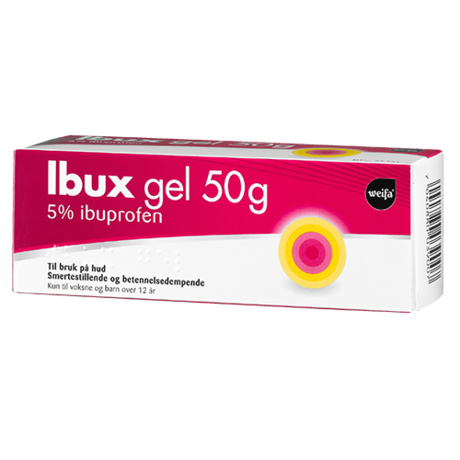 Ibux gel 50g
5% ibuprofen
weifa
Til bruk på hud
Smertestillende og betennelsedempende
Kun til voksne og barn over 12 år